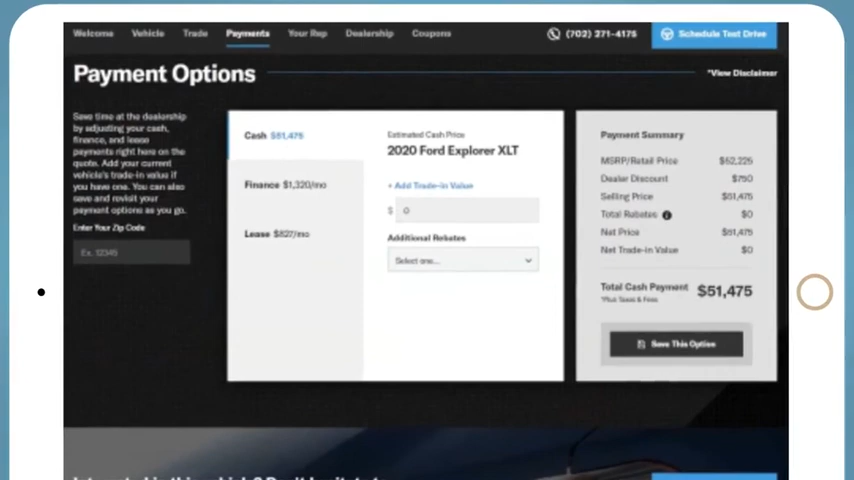 Welcome Vehicle Trade Payments Your Rep Dealership Coupons (702) 271-4175 Schedule Test Drive
Payment Options
*View Disclaimer
Save time at the dealership
by adjusting your cash,
finance, and lease
payments right here on the
quote. Add your current
vehicle's trade-in value if
you have one. You can also
save and revisit your
payment options as you go.
Enter Your Zip Code
Ex. 12345
Cash $51,475
Finance $1,320/mo
Lease $827/mo
Estimated Cash Price
2020 Ford Explorer XLT
+ Add Trade-in Value
$ 0
Additional Rebates
Select one...
Payment Summary
MSRP/Retail Price $52,225
Dealer Discount $750
Selling Price $51,475
Total Rebates $0
Net Price $51,475
Net Trade-in Value $0
Total Cash Payment $51,475
*Plus Taxes & Fees
Save This Option